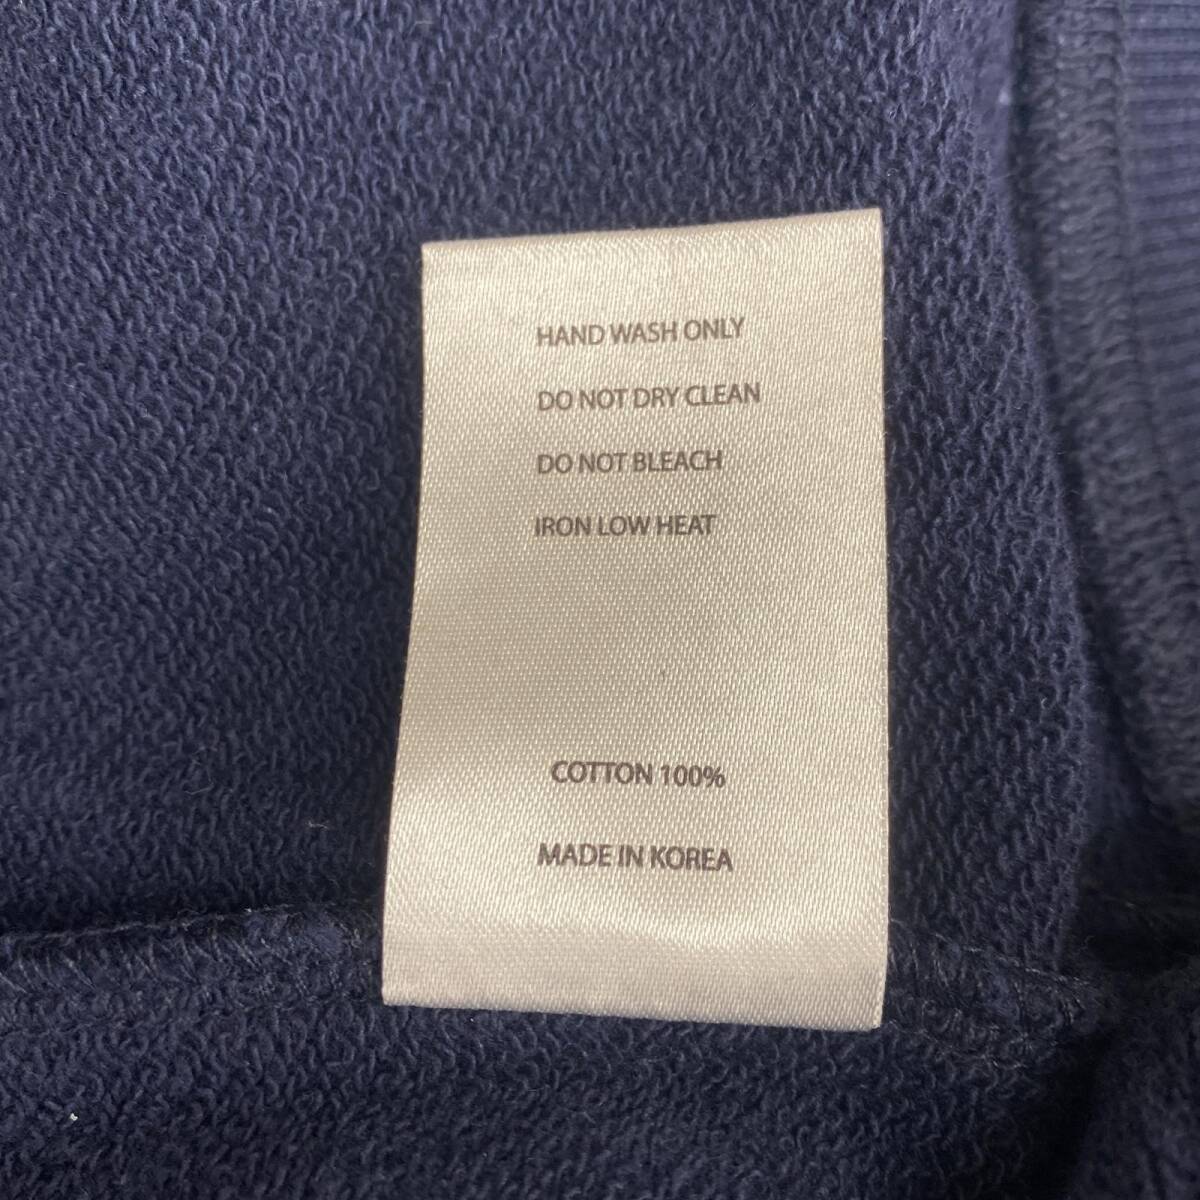 HAND WASH ONLY
DO NOT DRY CLEAN
DO NOT BLEACH
IRON LOW HEAT
COTTON 100%
MADE IN KOREA